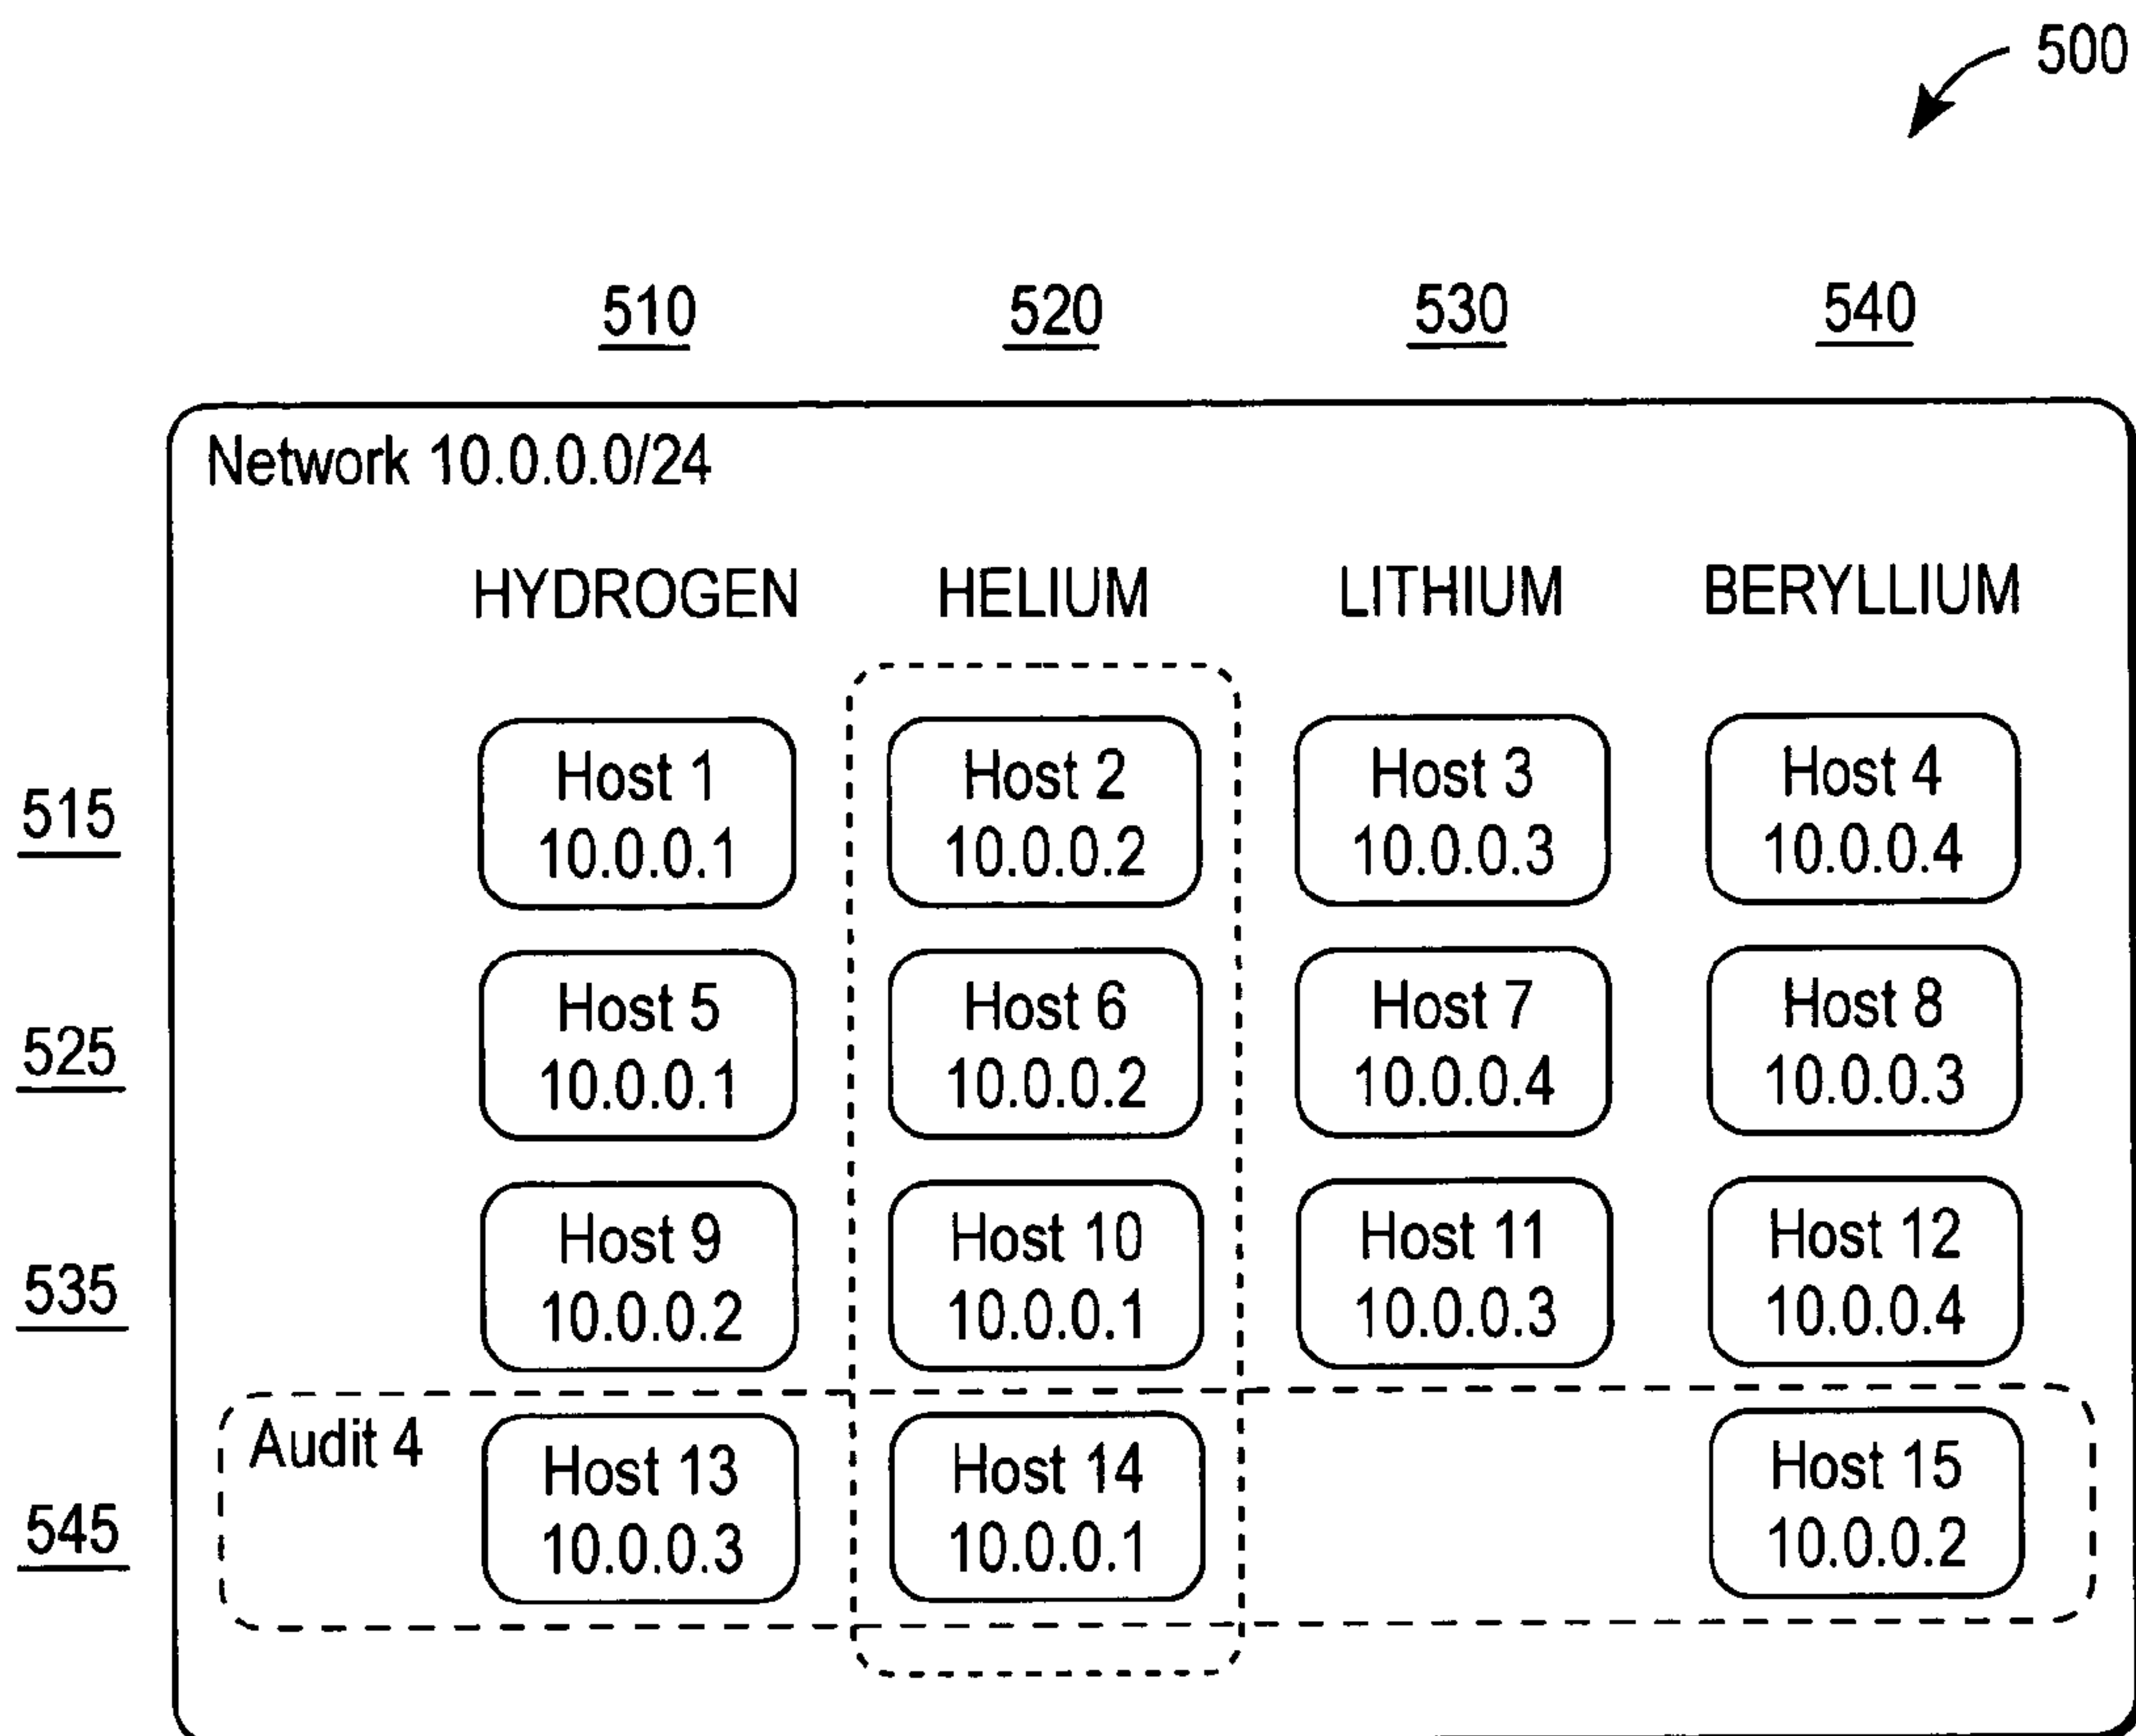 500
510 520 530 540
Network 10.0.0.0/24
HYDROGEN HELIUM LITHIUM BERYLLIUM
515
Host 1
10.0.0.1
Host 2
10.0.0.2
Host 3
10.0.0.3
Host 4
10.0.0.4
525
Host 5
10.0.0.1
Host 6
10.0.0.2
Host 7
10.0.0.4
Host 8
10.0.0.3
535
Host 9
10.0.0.2
Host 10
10.0.0.1
Host 11
10.0.0.3
Host 12
10.0.0.4
545
Audit 4
Host 13
10.0.0.3
Host 14
10.0.0.1
Host 15
10.0.0.2